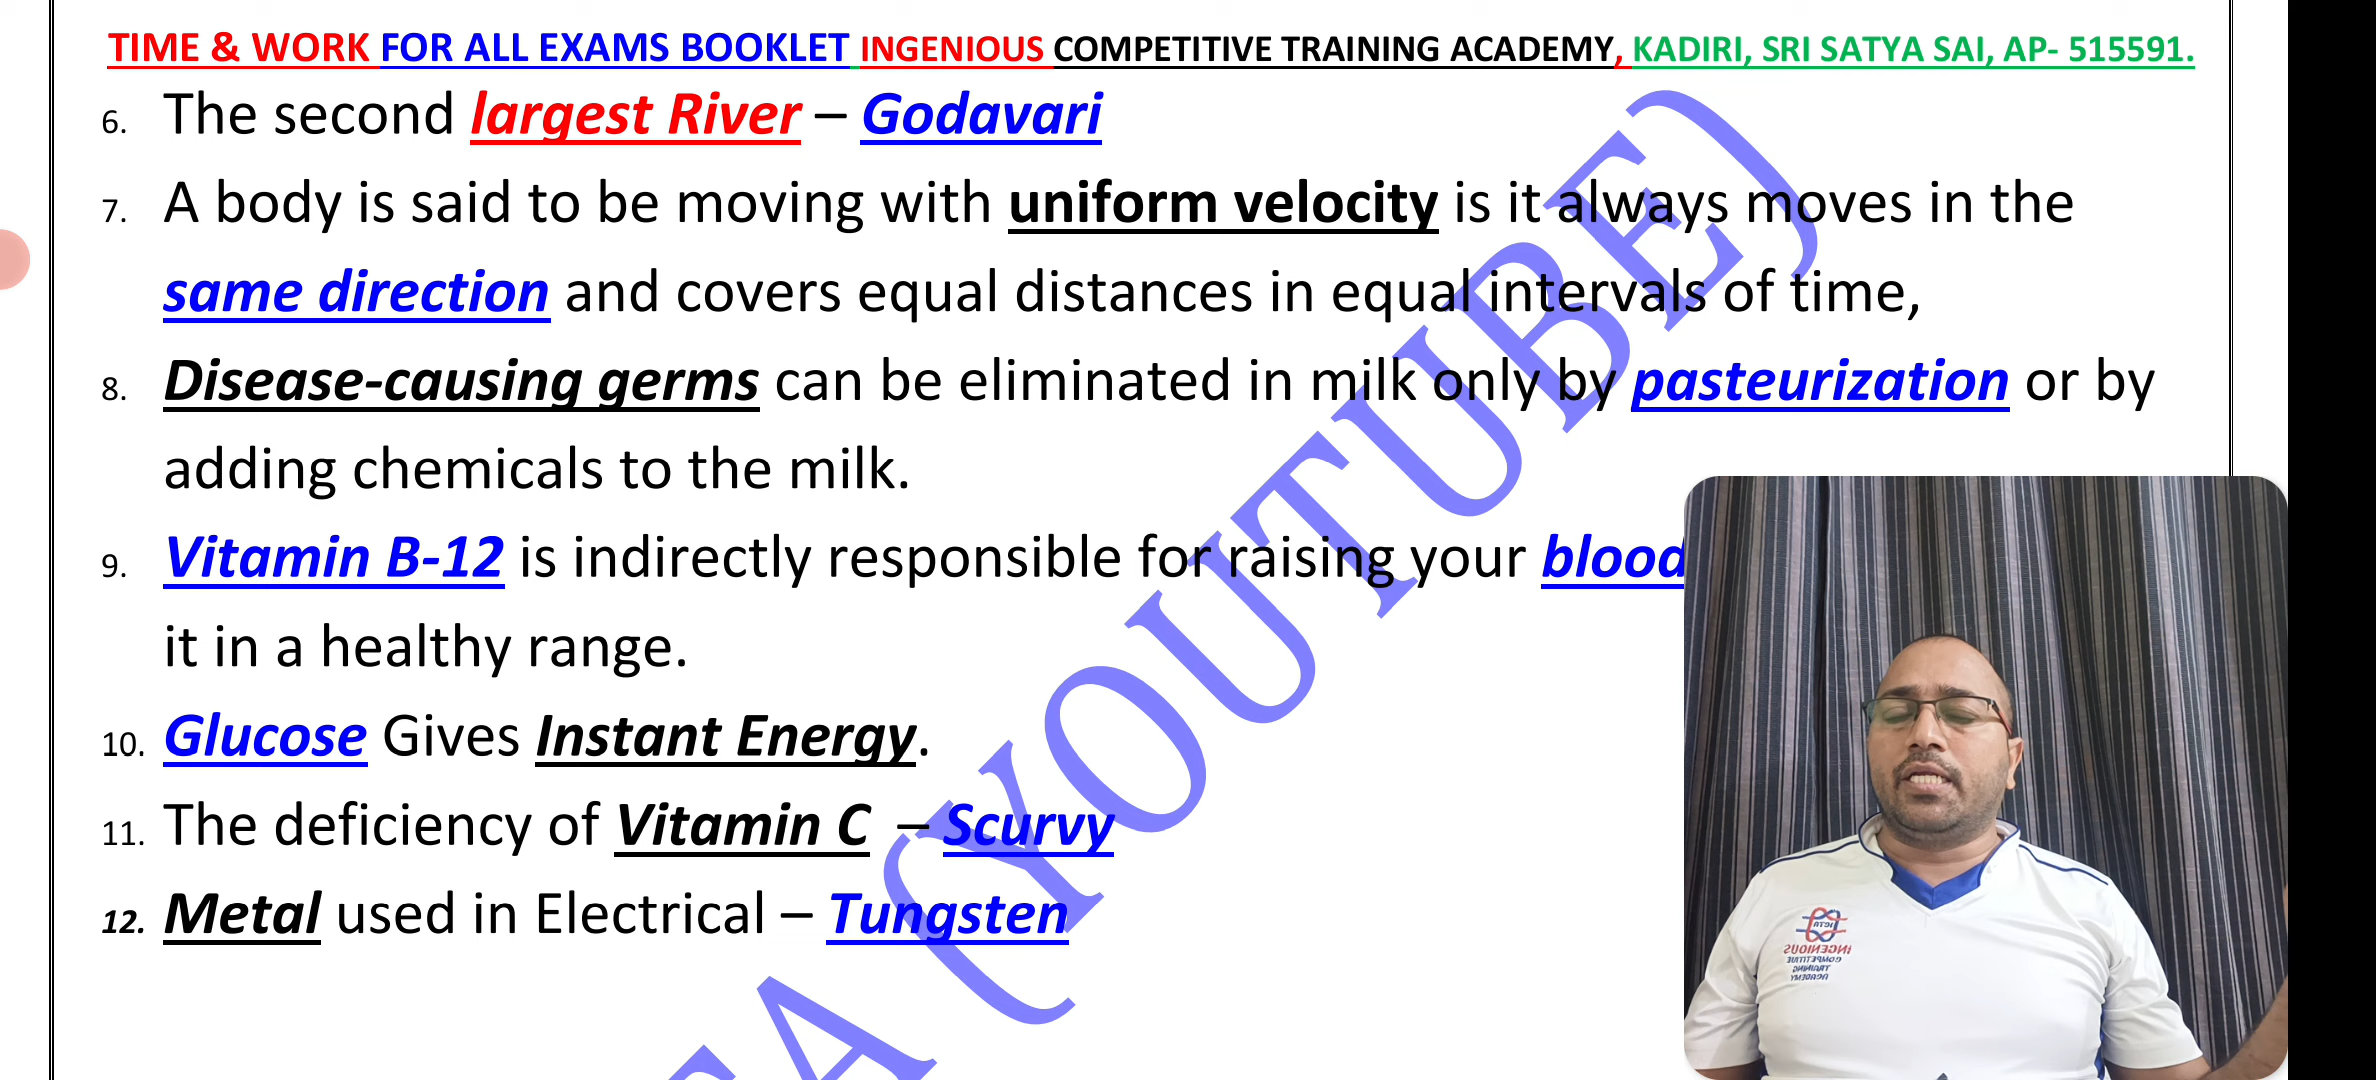 TIME & WORK FOR ALL EXAMS BOOKLET INGENIOUS COMPETITIVE TRAINING ACADEMY, KADIRI, SRI SATYA SAI, AP- 515591.
6. The second largest River – Godavari
7. A body is said to be moving with uniform velocity is it always moves in the
same direction and covers equal distances in equal intervals of time,
8. Disease-causing germs can be eliminated in milk only by pasteurization or by
adding chemicals to the milk.
9. Vitamin B-12 is indirectly responsible for raising your blood
it in a healthy range.
10. Glucose Gives Instant Energy.
11. The deficiency of Vitamin C – Scurvy
12. Metal used in Electrical – Tungsten
(YOUTUBE)
ICTA
INGENIOUS
COMPETITIVE
TRAINING
ACADEMY